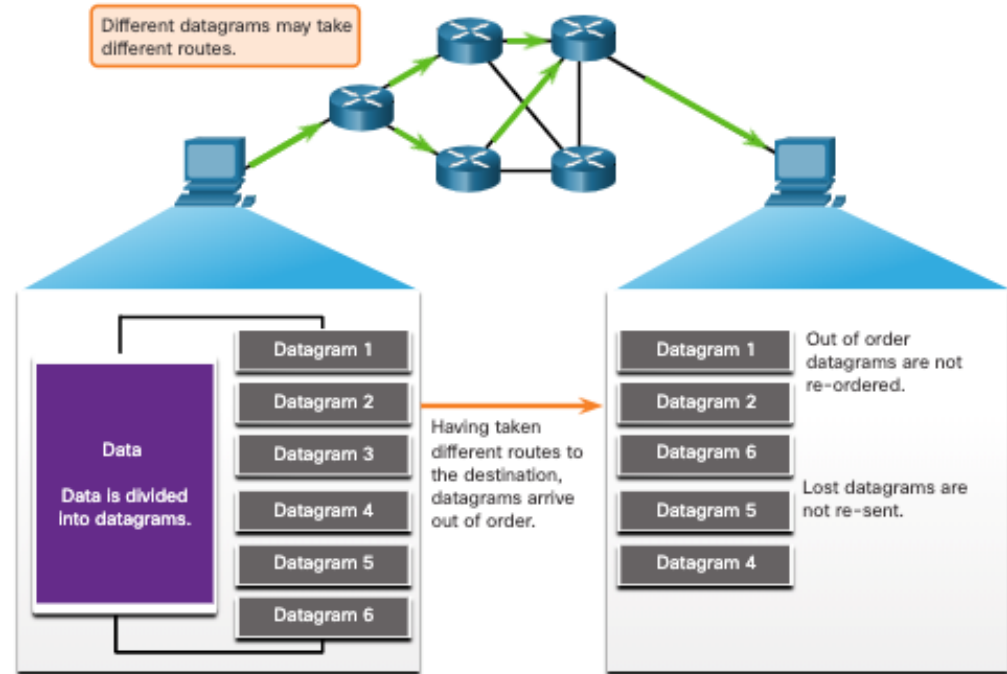 Different datagrams may take
different routes.
Data
Data is divided
into datagrams.
Datagram 1
Datagram 2
Datagram 3
Datagram 4
Datagram 5
Datagram 6
Having taken
different routes to
the destination,
datagrams arrive
out of order.
Datagram 1
Datagram 2
Datagram 6
Datagram 5
Datagram 4
Out of order
datagrams are not
re-ordered.
Lost datagrams are
not re-sent.